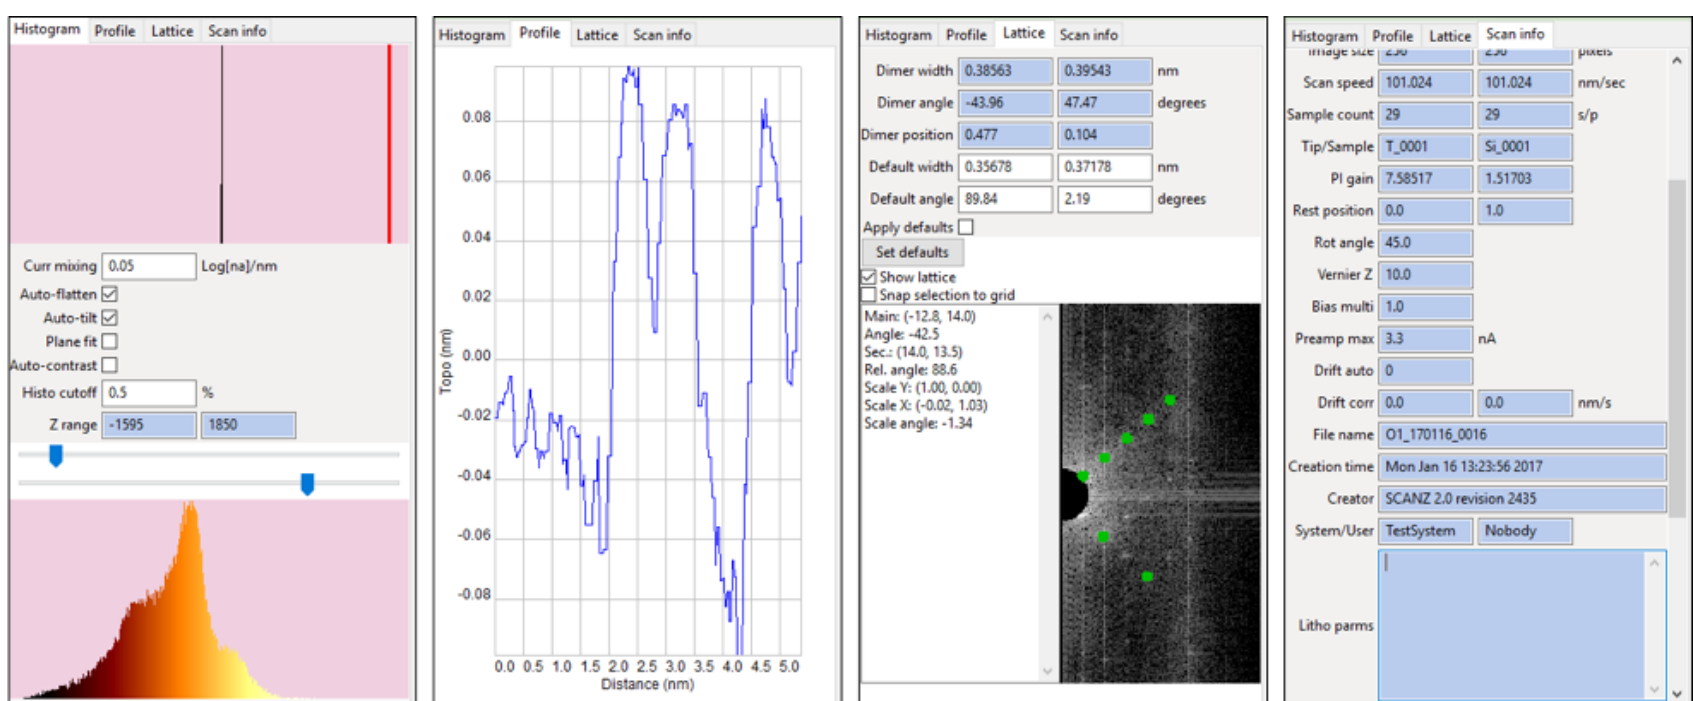 Histogram Profile Lattice Scan info
Curr mixing 0.05 Log[na]/nm
Auto-flatten
Auto-tilt
Plane fit
Auto-contrast
Histo cutoff 0.5 %
Z range -1595 1850
Histogram Profile Lattice Scan info
0.08
0.06
0.04
0.02
0.00
-0.02
-0.04
-0.06
-0.08
Topo (nm)
0.0 0.5 1.0 1.5 2.0 2.5 3.0 3.5 4.0 4.5 5.0
Distance (nm)
Histogram Profile Lattice Scan info
Dimer width 0.38563 0.39543 nm
Dimer angle -43.96 47.47 degrees
Dimer position 0.477 0.104
Default width 0.35678 0.37178 nm
Default angle 89.84 2.19 degrees
Apply defaults
Set defaults
Show lattice
Snap selection to grid
Main: (-12.8, 14.0)
Angle: -42.5
Sec.: (14.0, 13.5)
Rel. angle: 88.6
Scale Y: (1.00, 0.00)
Scale X: (-0.02, 1.03)
Scale angle: -1.34
Histogram Profile Lattice Scan info
Image size 256 256 pixels
Scan speed 101.024 101.024 nm/sec
Sample count 29 29 s/p
Tip/Sample T_0001 Si_0001
PI gain 7.58517 1.51703
Rest position 0.0 1.0
Rot angle 45.0
Vernier Z 10.0
Bias multi 1.0
Preamp max 3.3 nA
Drift auto 0
Drift corr 0.0 0.0 nm/s
File name O1_170116_0016
Creation time Mon Jan 16 13:23:56 2017
Creator SCANZ 2.0 revision 2435
System/User TestSystem Nobody
Litho parms